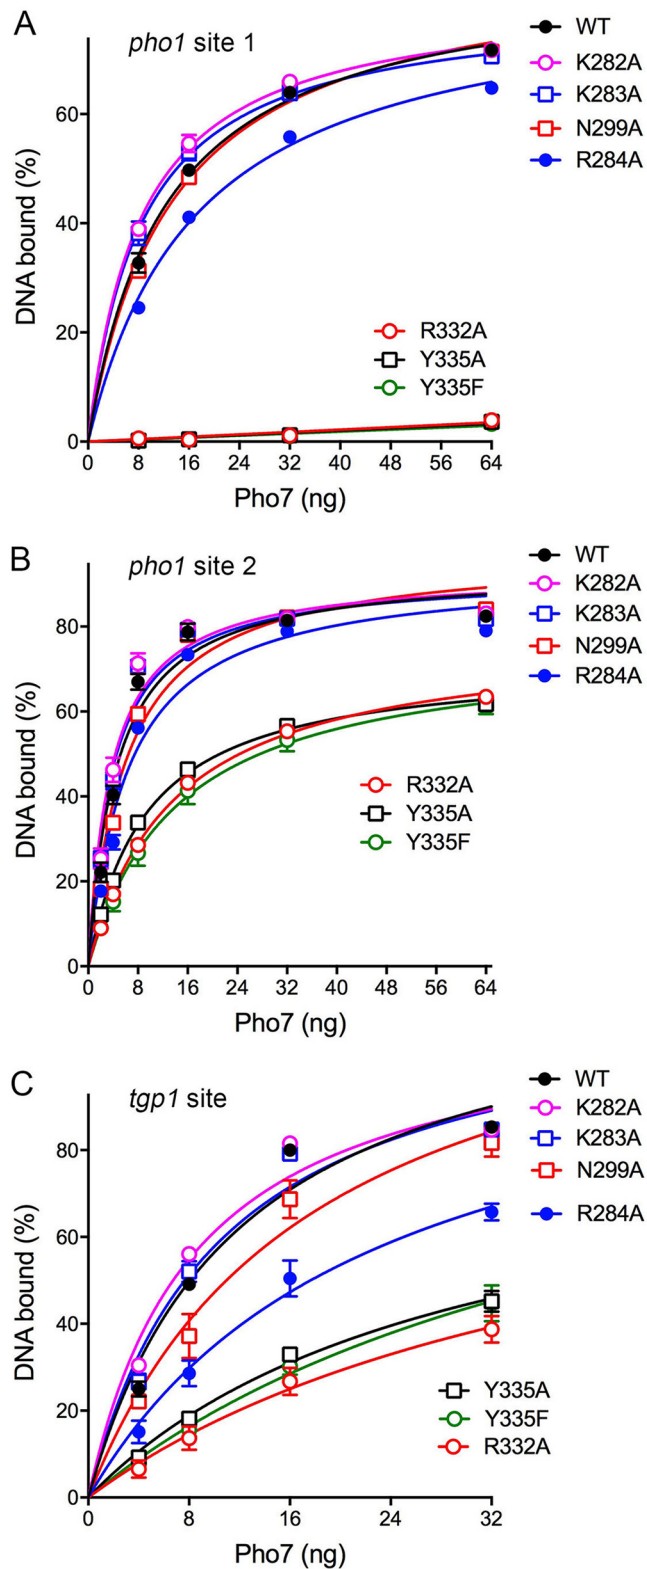 A
pho1 site 1
WT
K282A
K283A
N299A
R284A
DNA bound (%)
60
40
20
0
R332A
Y335A
Y335F
0 8 16 24 32 40 48 56 64
Pho7 (ng)
B
pho1 site 2
WT
K282A
K283A
N299A
R284A
DNA bound (%)
80
60
40
20
0
R332A
Y335A
Y335F
0 8 16 24 32 40 48 56 64
Pho7 (ng)
C
tgp1 site
WT
K282A
K283A
N299A
R284A
DNA bound (%)
80
60
40
20
0
Y335A
Y335F
R332A
0 8 16 24 32
Pho7 (ng)